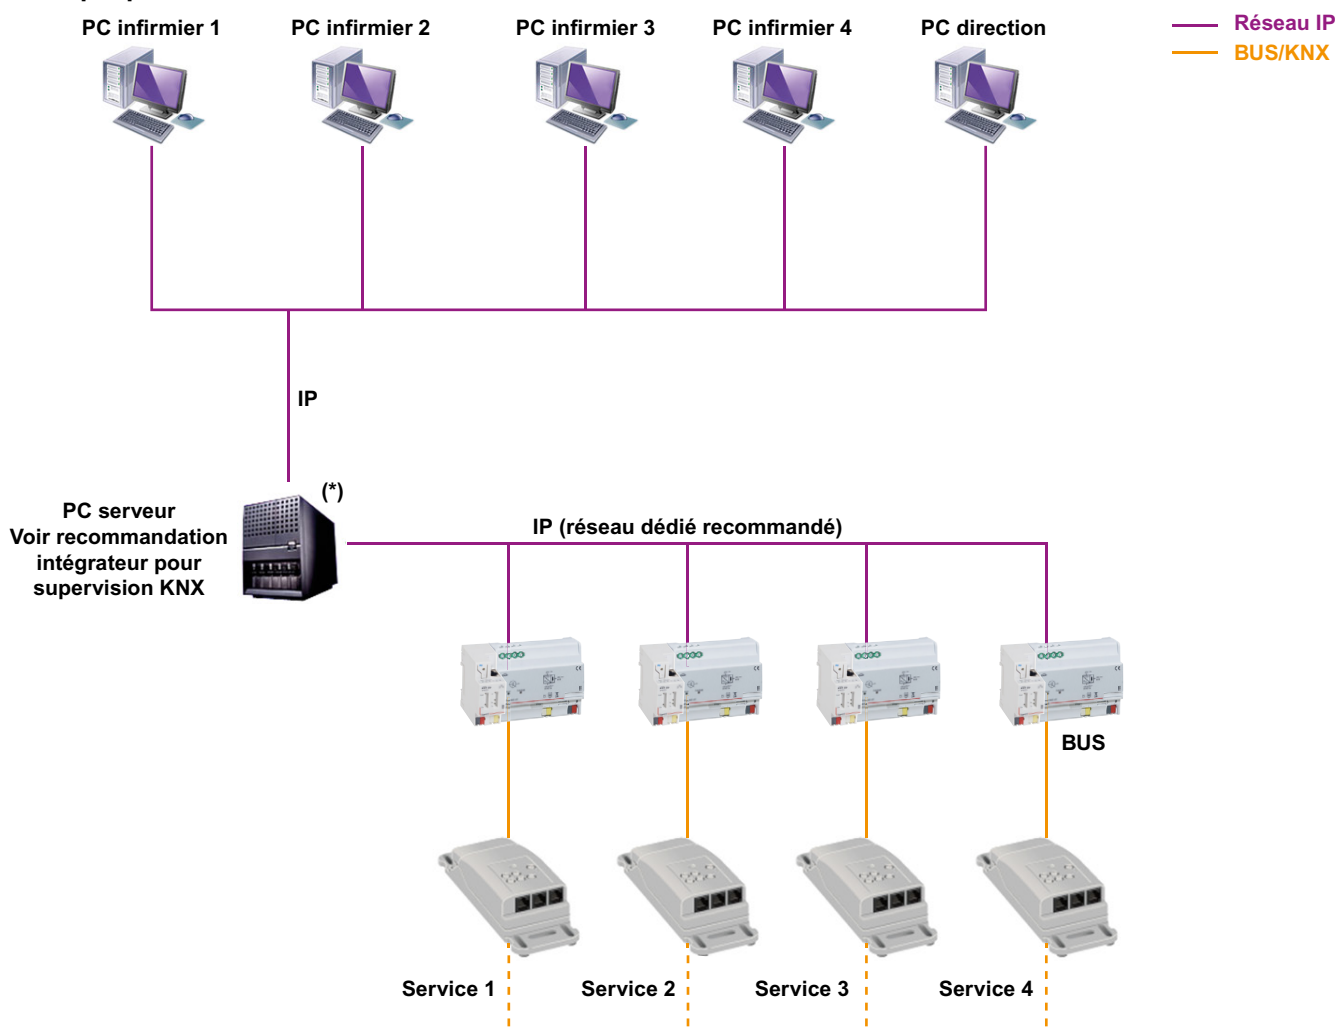 PC infirmier 1
PC infirmier 2
PC infirmier 3
PC infirmier 4
PC direction
Réseau IP
BUS/KNX
IP
(*)
PC serveur
Voir recommandation
intégrateur pour
supervision KNX
IP (réseau dédié recommandé)
BUS
Service 1
Service 2
Service 3
Service 4